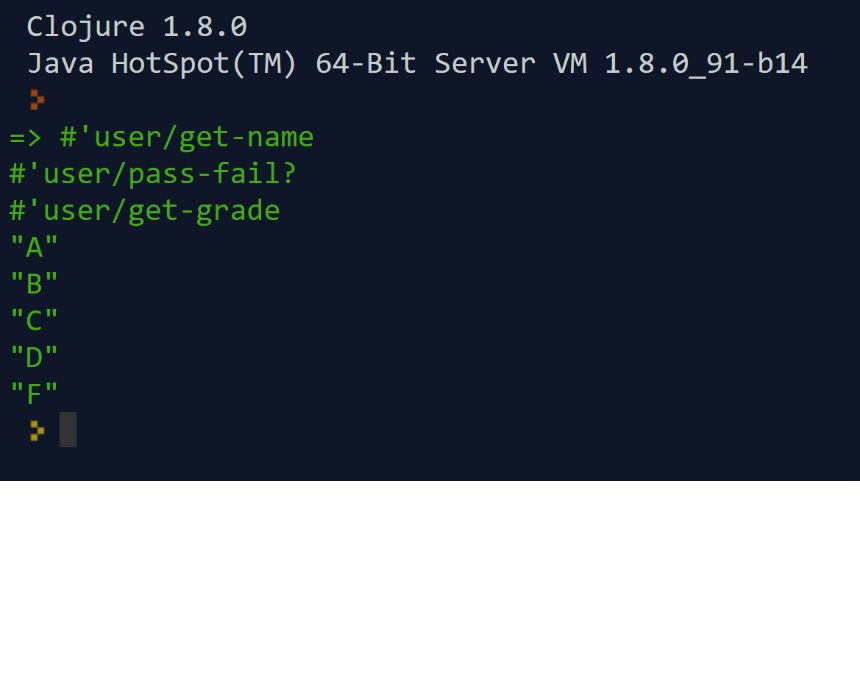 Clojure 1.8.0
Java HotSpot(TM) 64-Bit Server VM 1.8.0_91-b14
>
=> #'user/get-name
#'user/pass-fail?
#'user/get-grade
"A"
"B"
"C"
"D"
"F"
>